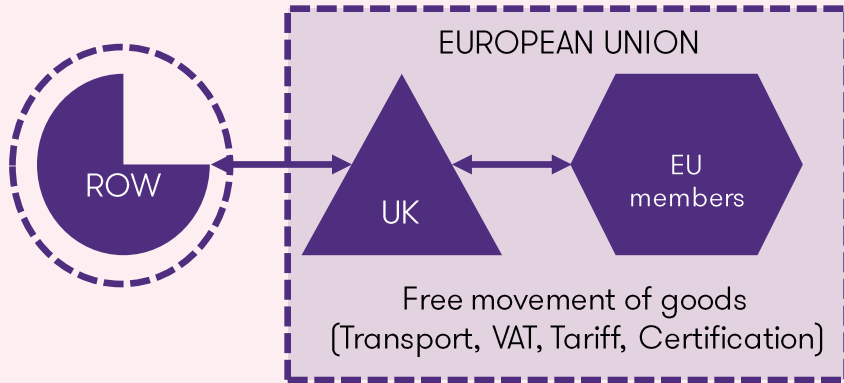 EUROPEAN UNION
ROW
UK
EU
members
Free movement of goods
(Transport, VAT, Tariff, Certification)